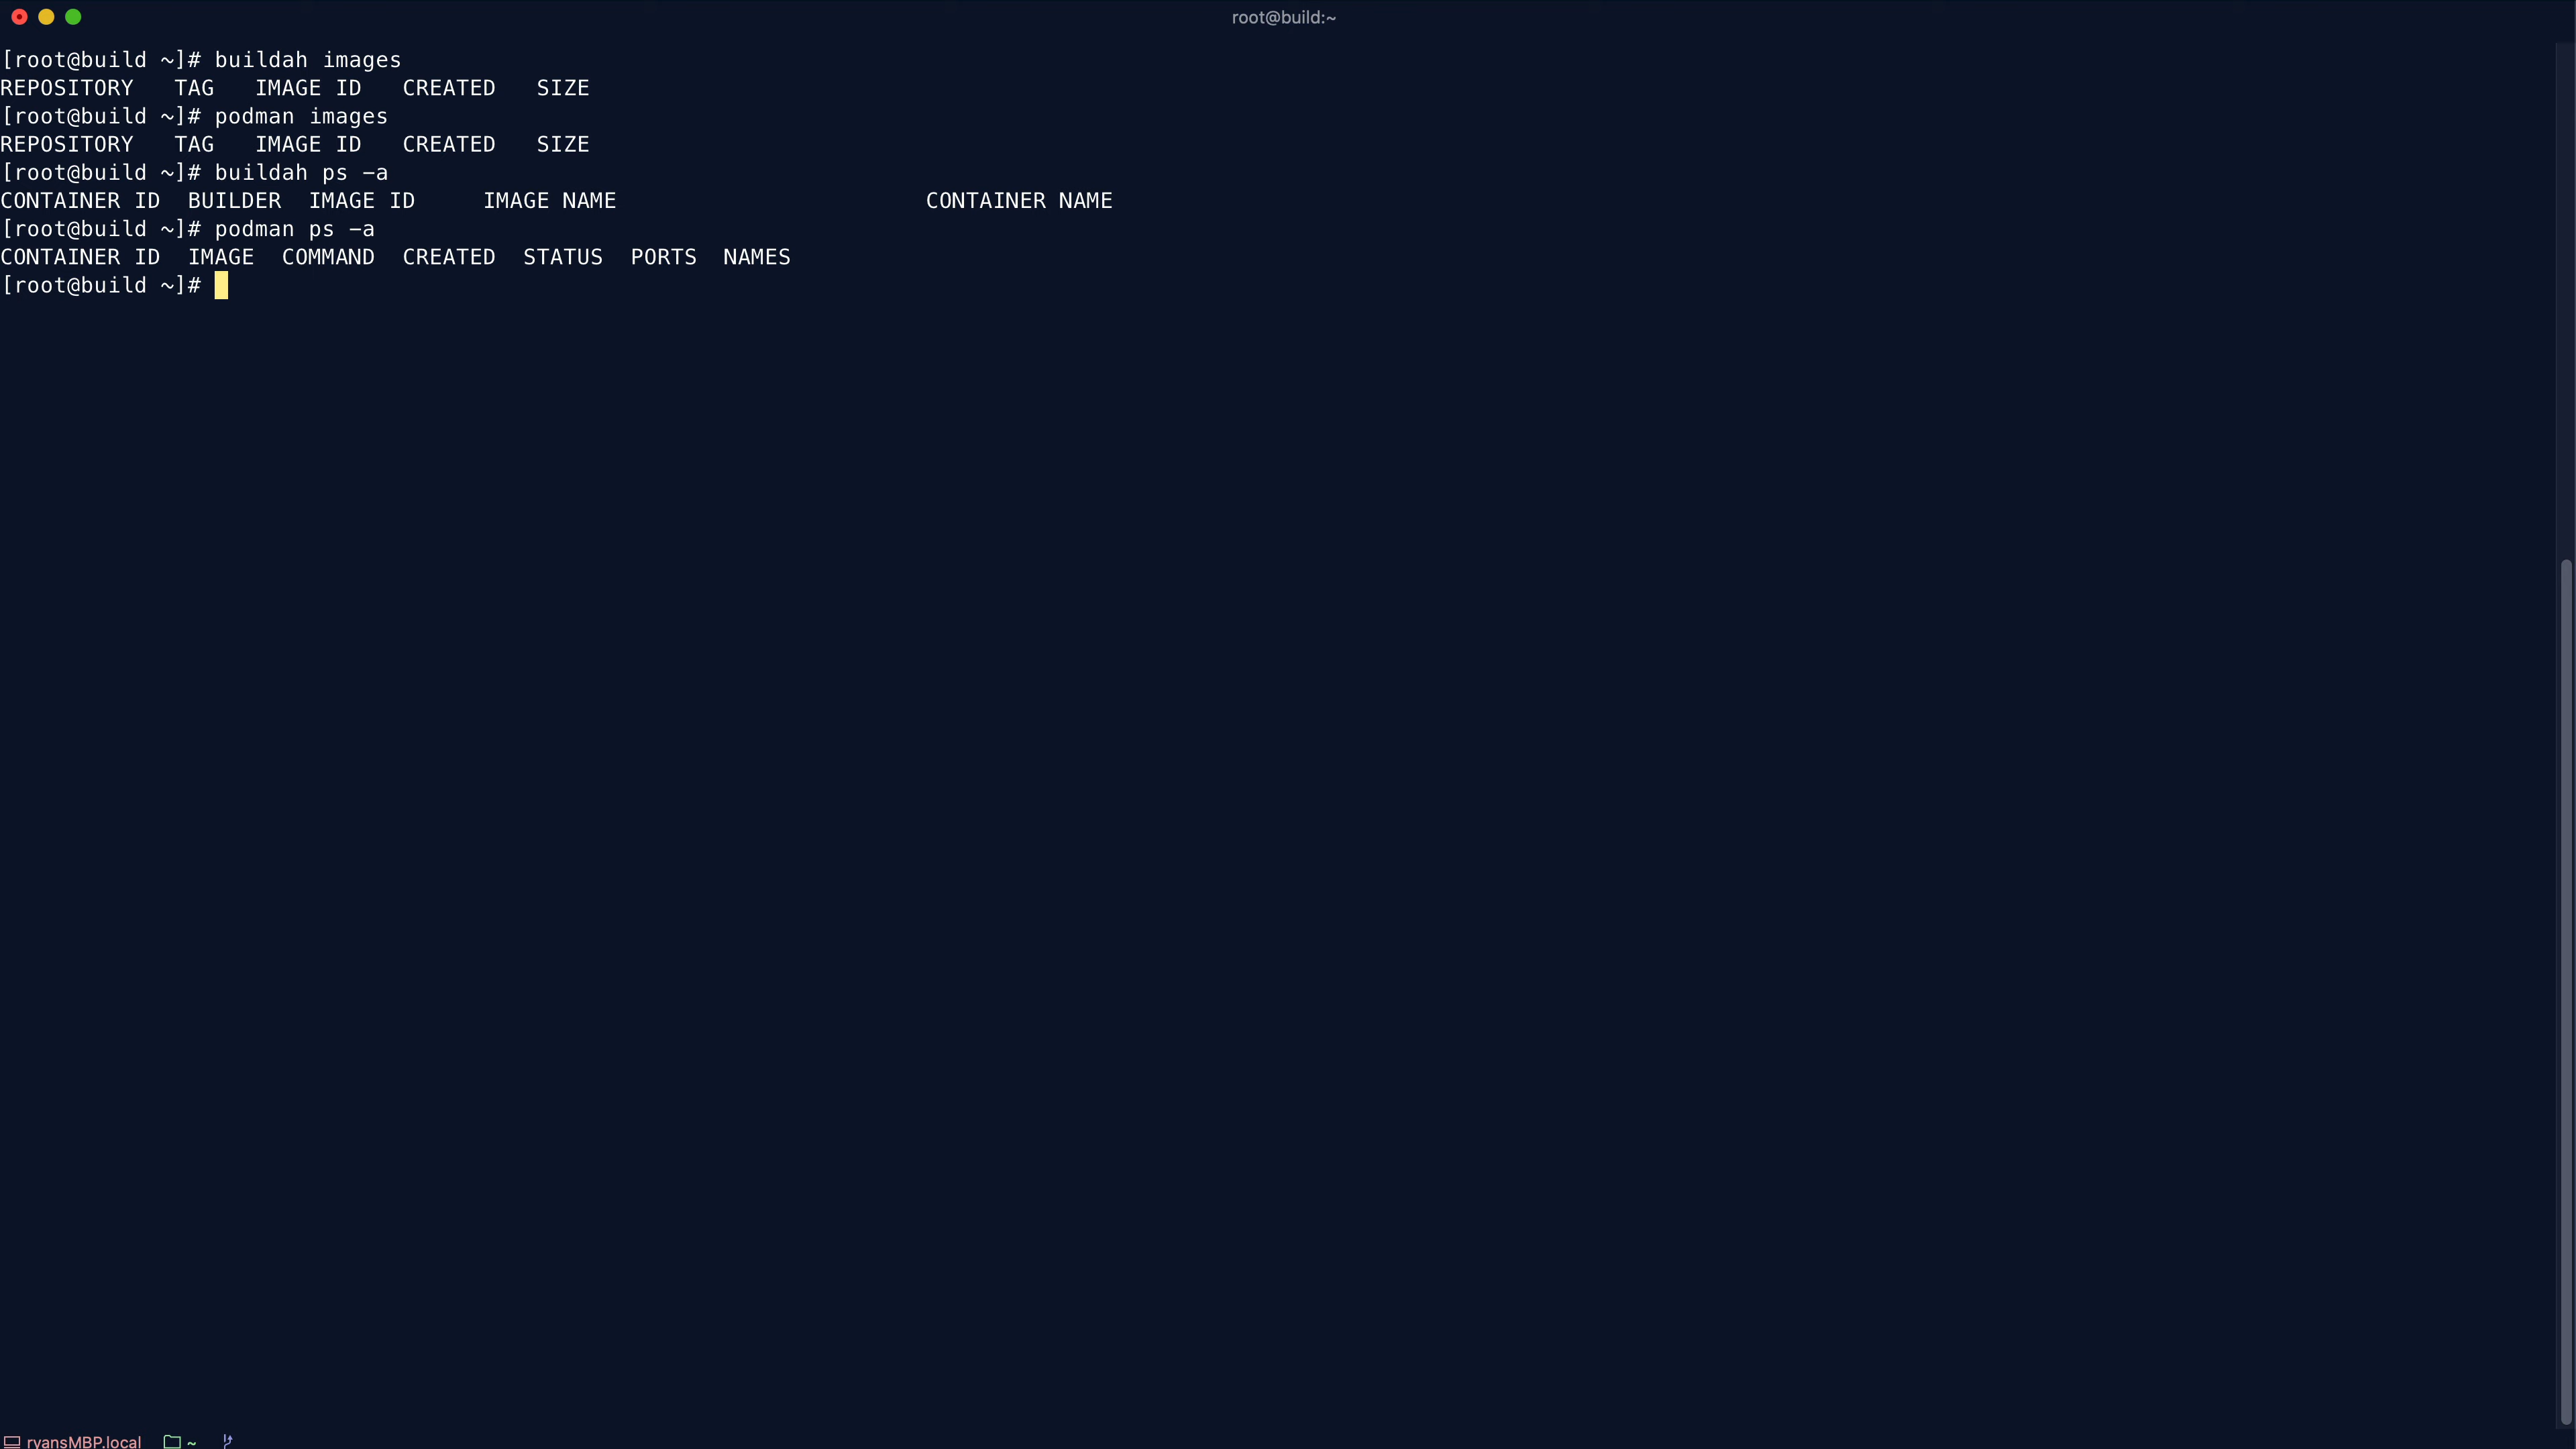 root@build:~
[root@build ~]# buildah images
REPOSITORY   TAG   IMAGE ID   CREATED   SIZE
[root@build ~]# podman images
REPOSITORY   TAG   IMAGE ID   CREATED   SIZE
[root@build ~]# buildah ps -a
CONTAINER ID  BUILDER  IMAGE ID     IMAGE NAME                       CONTAINER NAME
[root@build ~]# podman ps -a
CONTAINER ID  IMAGE  COMMAND  CREATED  STATUS  PORTS  NAMES
[root@build ~]#
ryansMBP.local ~